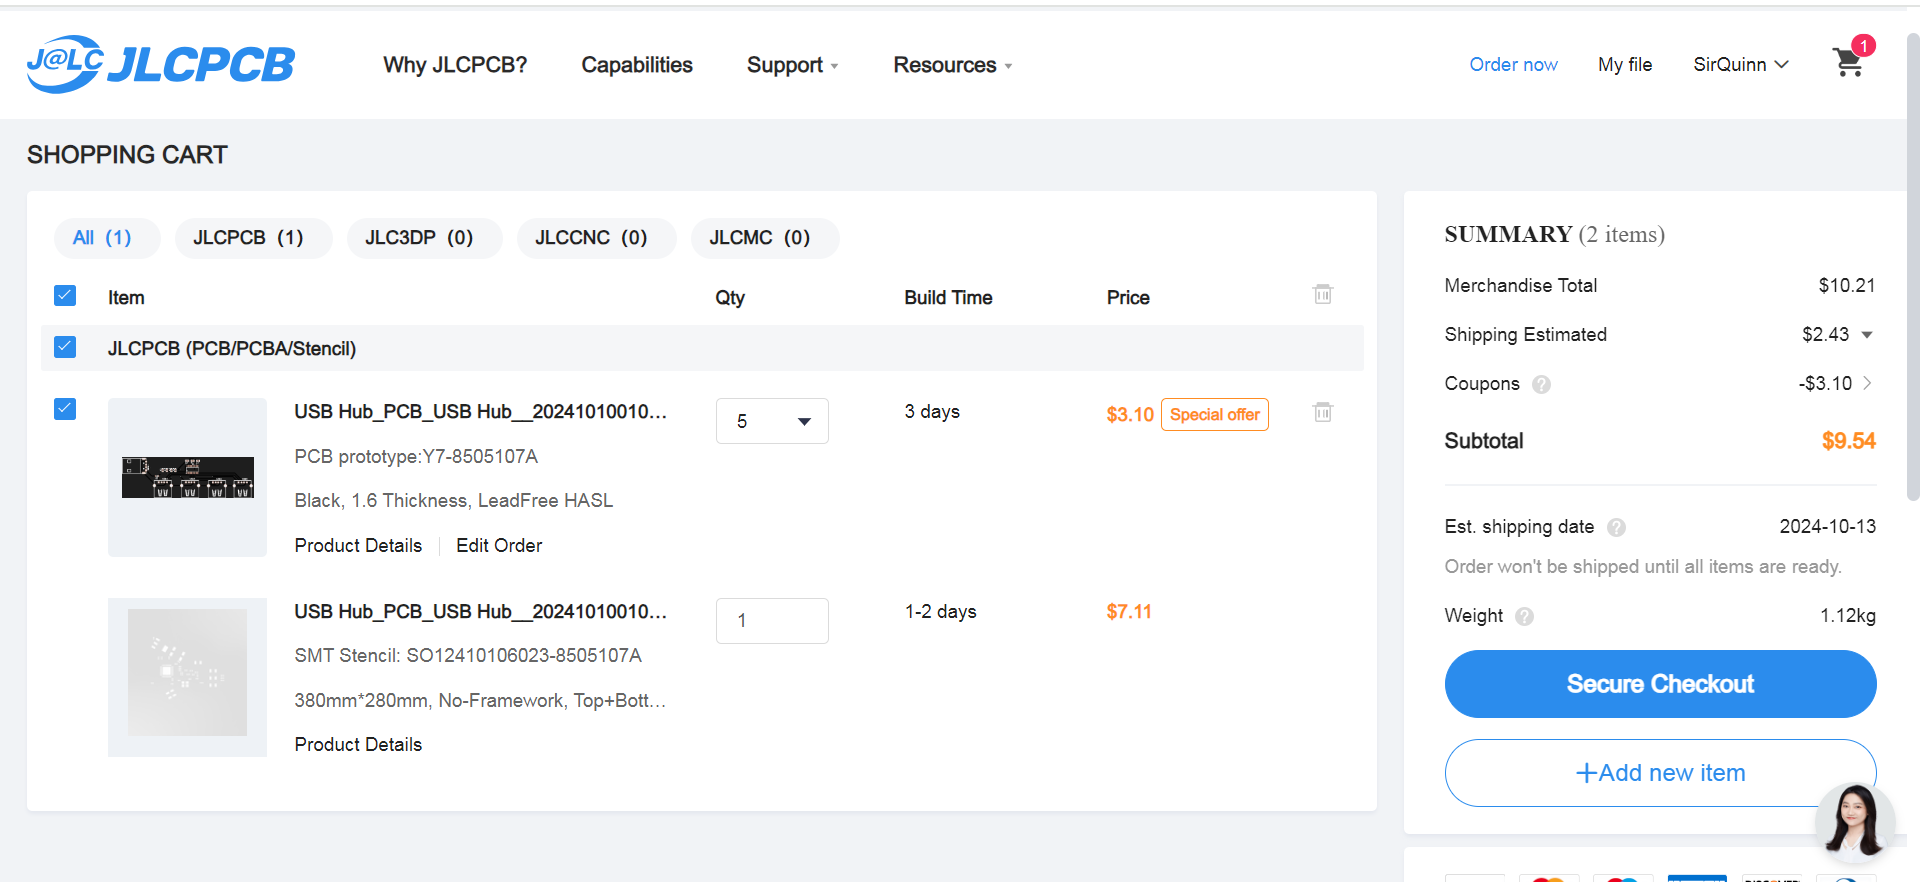 J@LC JLCPCB
Why JLCPCB?
Capabilities
Support
Resources
Order now
My file
SirQuinn
1
SHOPPING CART
All (1)
JLCPCB (1)
JLC3DP (0)
JLCCNC (0)
JLCMC (0)
Item
Qty
Build Time
Price
JLCPCB (PCB/PCBA/Stencil)
USB Hub_PCB_USB Hub__20241010010...
5
3 days
$3.10
Special offer
PCB prototype:Y7-8505107A
Black, 1.6 Thickness, LeadFree HASL
Product Details
Edit Order
USB Hub_PCB_USB Hub__20241010010...
1
1-2 days
$7.11
SMT Stencil: SO12410106023-8505107A
380mm*280mm, No-Framework, Top+Bott...
Product Details
SUMMARY (2 items)
Merchandise Total
$10.21
Shipping Estimated
$2.43
Coupons ?
-$3.10
Subtotal
$9.54
Est. shipping date ?
2024-10-13
Order won't be shipped until all items are ready.
Weight ?
1.12kg
Secure Checkout
+Add new item